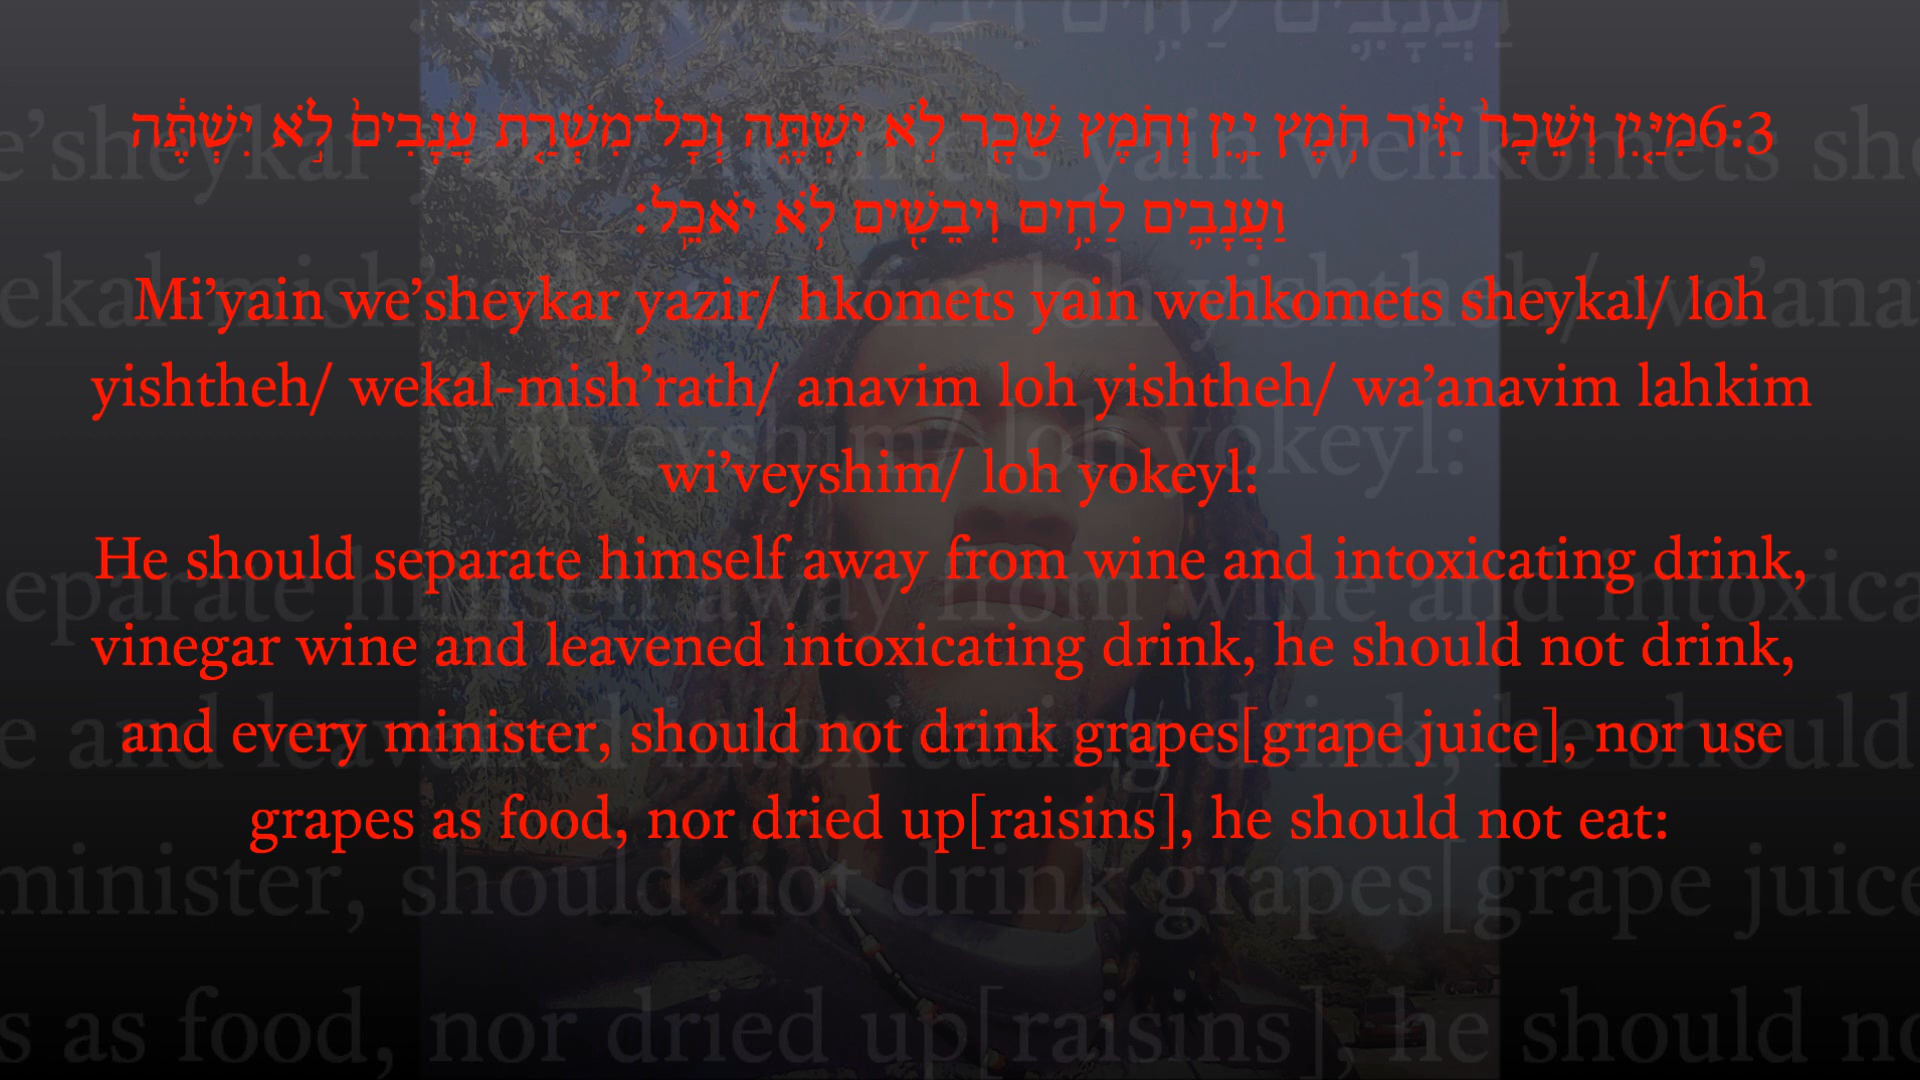 6:3מִיַּ֤יִן וְשֵׁכָר֙ יַזִּ֔יר חֹ֥מֶץ יַ֛יִן וְחֹ֥מֶץ שֵׁכָ֖ר לֹ֣א יִשְׁתֶּ֑ה וְכָל־מִשְׁרַ֤ת עֲנָבִים֙ לֹ֣א יִשְׁתֶּ֔ה
וַעֲנָבִ֛ים לַחִ֥ים וִיבֵשִׁ֖ים לֹ֥א יֹאכֵֽל׃
Mi’yain we’sheykar yazir/ hkomets yain wehkomets sheykal/ loh
yishtheh/ wekal-mish’rath/ anavim loh yishtheh/ wa’anavim lahkim
wi’veyshim/ loh yokeyl:
He should separate himself away from wine and intoxicating drink,
vinegar wine and leavened intoxicating drink, he should not drink,
and every minister, should not drink grapes[grape juice], nor use
grapes as food, nor dried up[raisins], he should not eat: